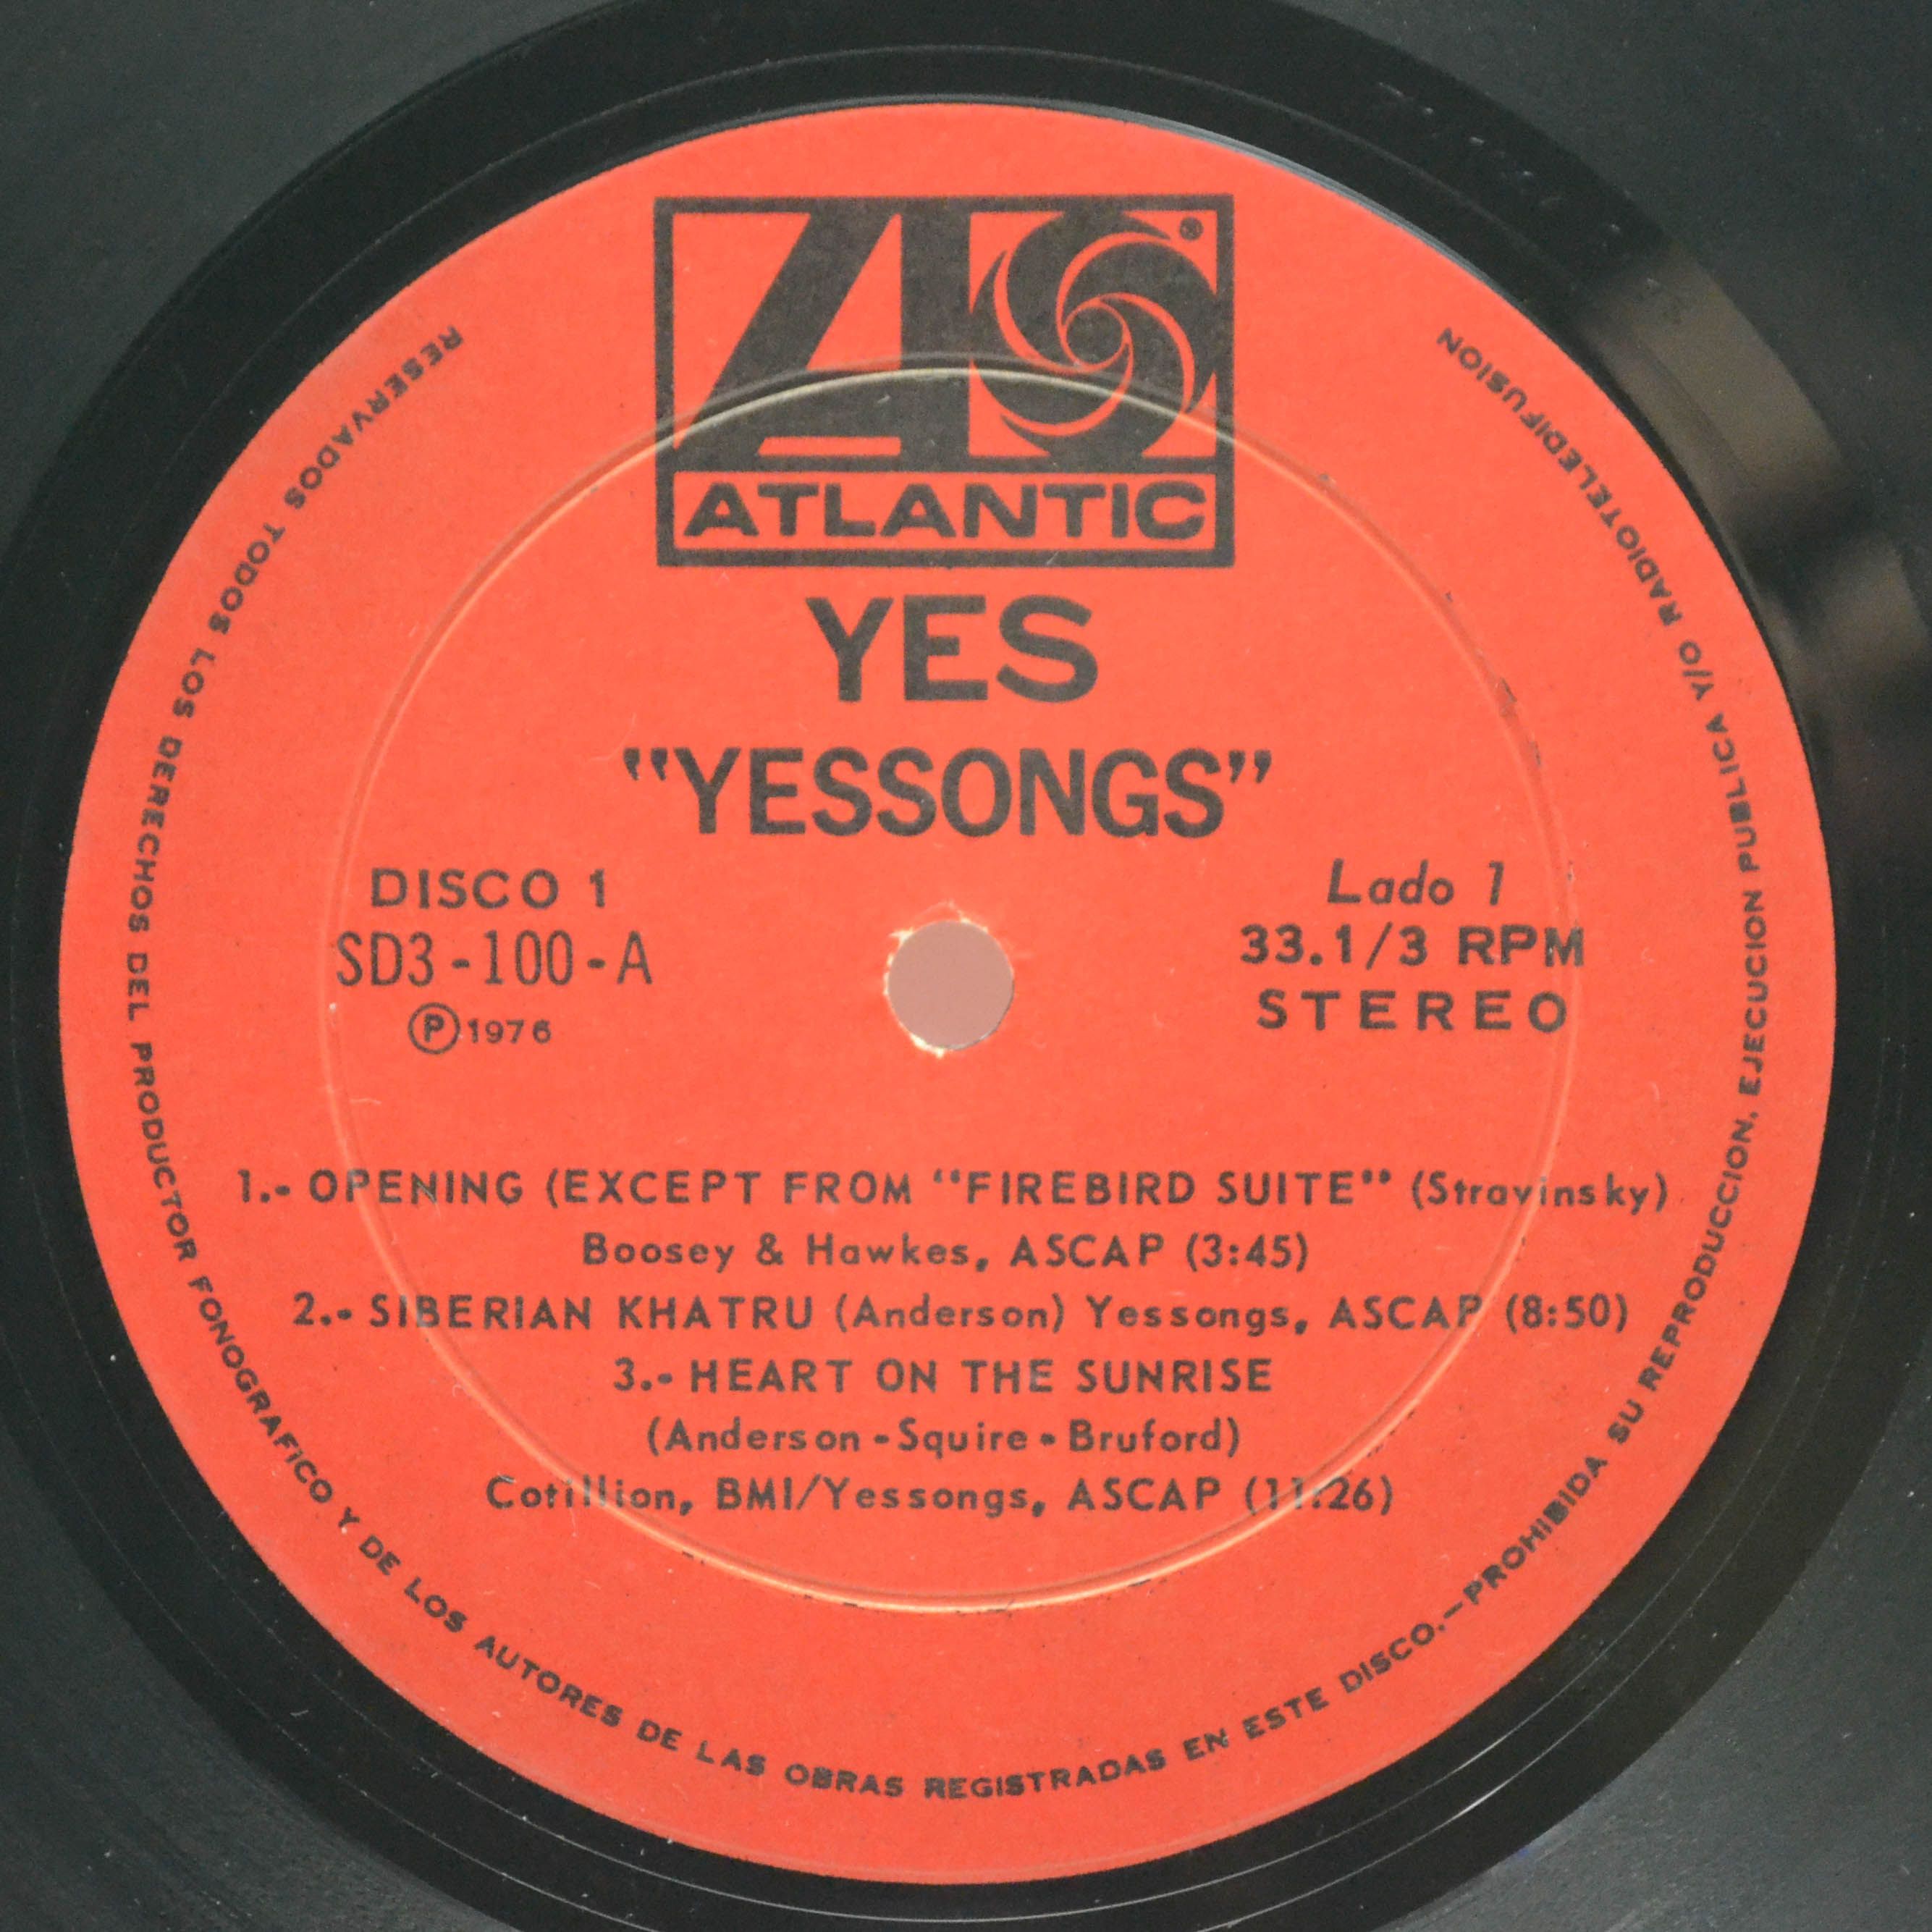 ®
ATLANTIC
YES
"YESSONGS"
DISCO 1
SD3-100-A
Ⓟ 1976
Lado 1
33.1/3 RPM
STEREO
1.- OPENING (EXCEPT FROM "FIREBIRD SUITE" (Stravinsky)
Boosey & Hawkes, ASCAP (3:45)
2.- SIBERIAN KHATRU (Anderson) Yessongs, ASCAP (8:50)
3.- HEART ON THE SUNRISE
(Anderson-Squire-Bruford)
Cotillion, BMI/Yessongs, ASCAP (11:26)
RESERVADOS TODOS LOS DERECHOS DEL PRODUCTOR FONOGRAFICO Y DE LOS AUTORES DE LAS OBRAS REGISTRADAS EN ESTE DISCO.-PROHIBIDA SU REPRODUCCION, EJECUCION PUBLICA Y/O RADIOTELEDIFUSION